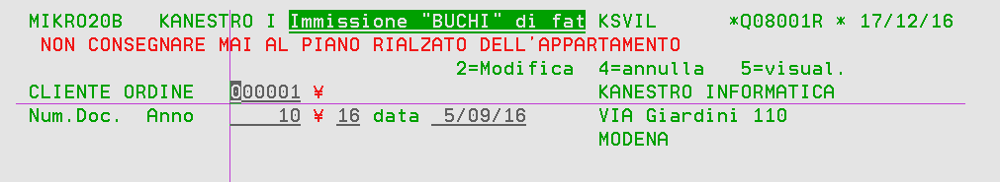 MIKRO20B KANESTRO I Immissione "BUCHI" di fat KSVIL *Q08001R * 17/12/16
NON CONSEGNARE MAI AL PIANO RIALZATO DELL'APPARTAMENTO
2=Modifica 4=annulla 5=visual.
CLIENTE ORDINE 000001 ¥ KANESTRO INFORMATICA
Num.Doc. Anno 10 ¥ 16 data 5/09/16 VIA Giardini 110
MODENA